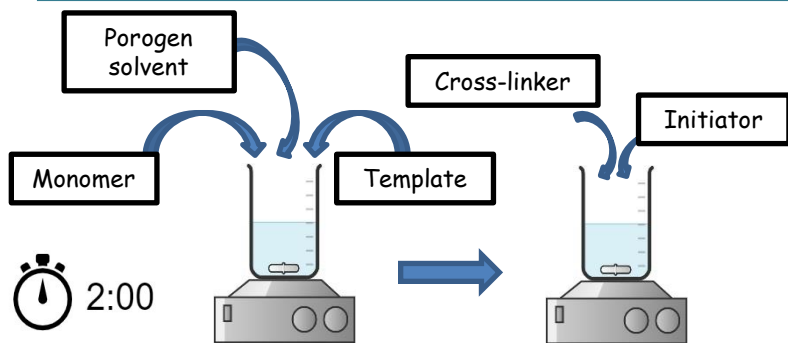 Porogen
solvent
Cross-linker
Initiator
Monomer
Template
2:00